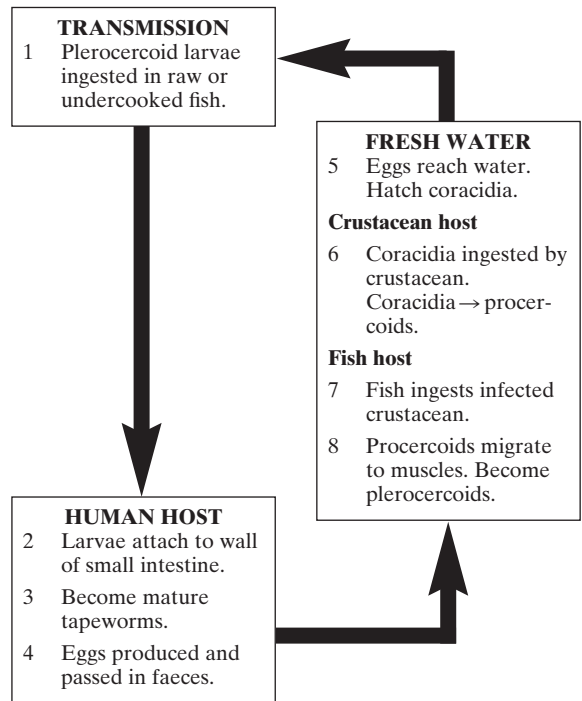 TRANSMISSION
1 Plerocercoid larvae
ingested in raw or
undercooked fish.
HUMAN HOST
2 Larvae attach to wall
of small intestine.
3 Become mature
tapeworms.
4 Eggs produced and
passed in faeces.
FRESH WATER
5 Eggs reach water.
Hatch coracidia.
Crustacean host
6 Coracidia ingested by
crustacean.
Coracidia → procer-
coids.
Fish host
7 Fish ingests infected
crustacean.
8 Procercoids migrate
to muscles. Become
plerocercoids.